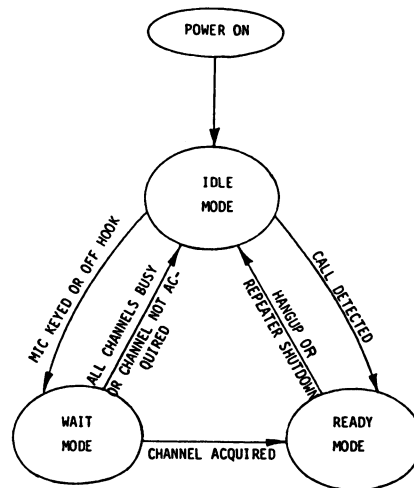 POWER ON
IDLE
MODE
MIC KEYED OR OFF HOOK
ALL CHANNELS BUSY
OR CHANNEL NOT AC-
QUIRED
HANGUP OR
REPEATER SHUTDOWN
CALL DETECTED
WAIT
MODE
CHANNEL ACQUIRED
READY
MODE